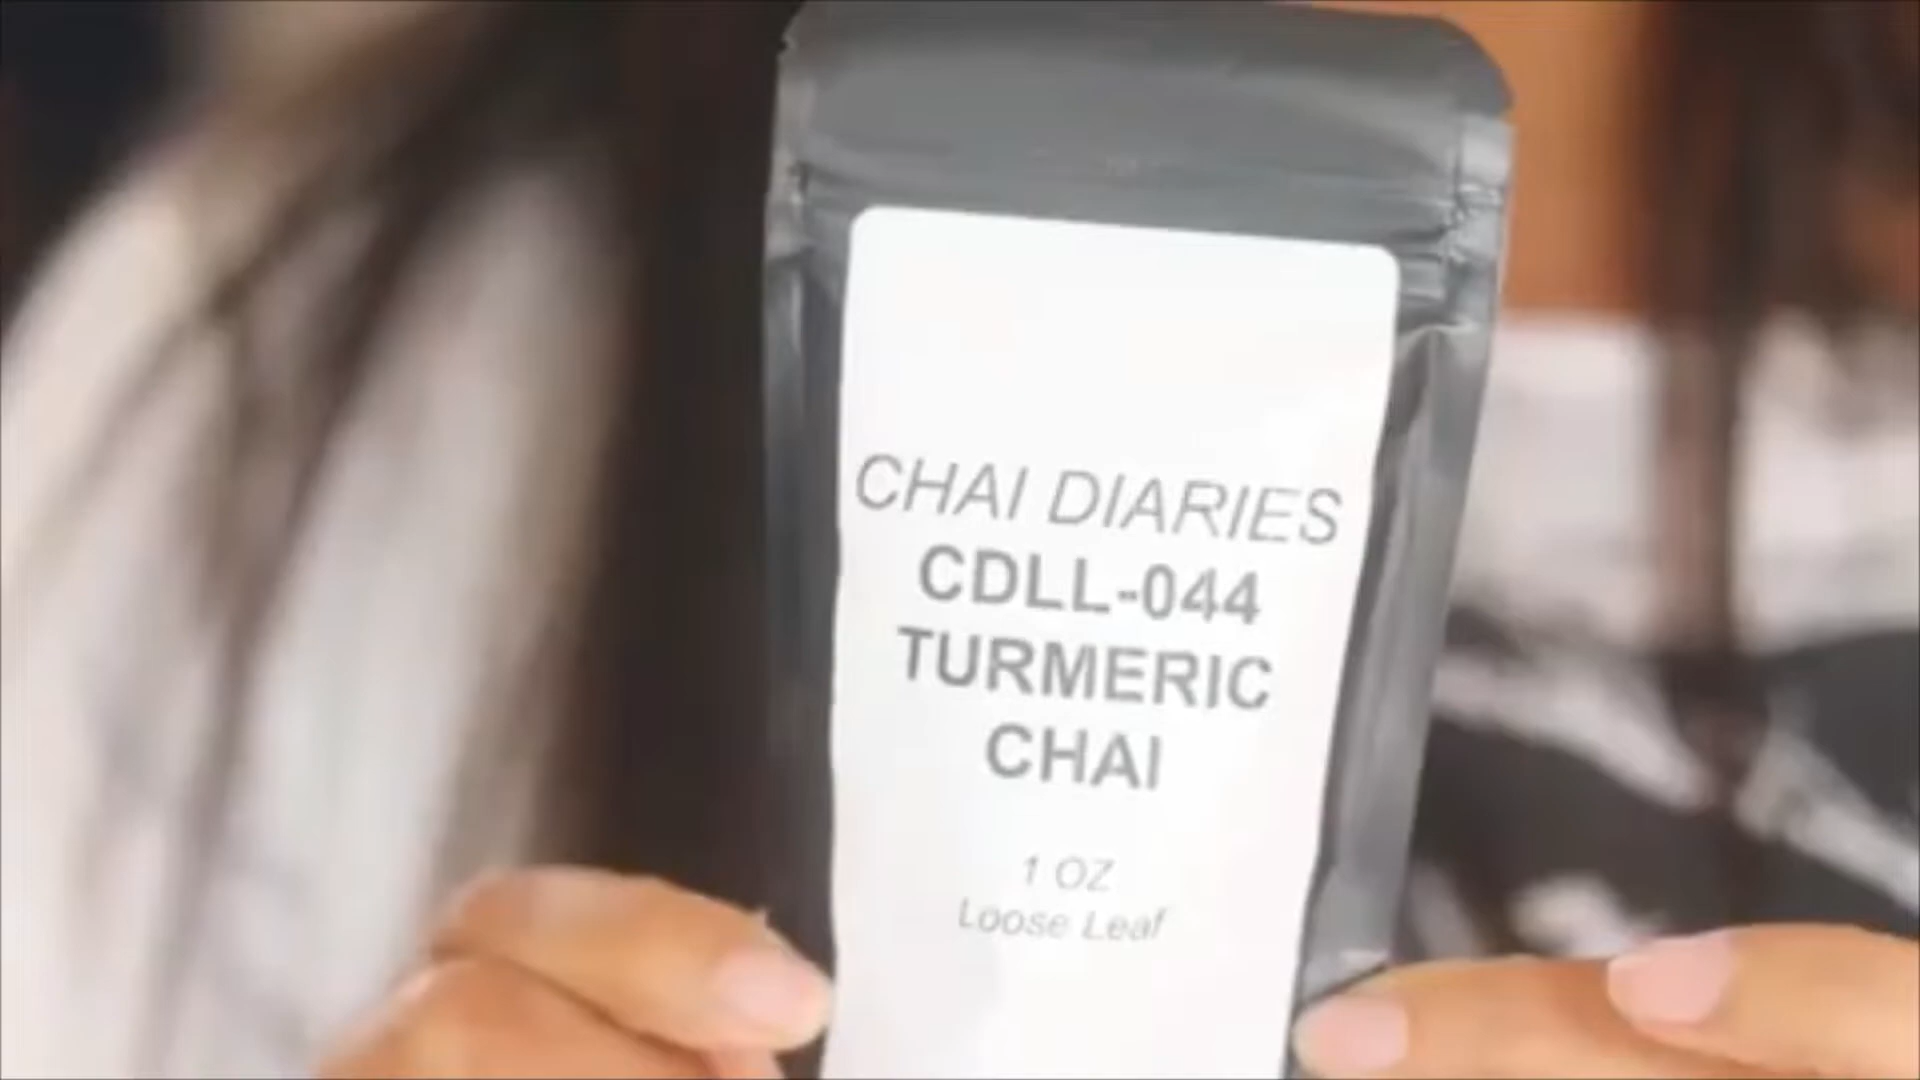 CHAI DIARIES
CDLL-044
TURMERIC
CHAI
1 OZ
Loose Leaf